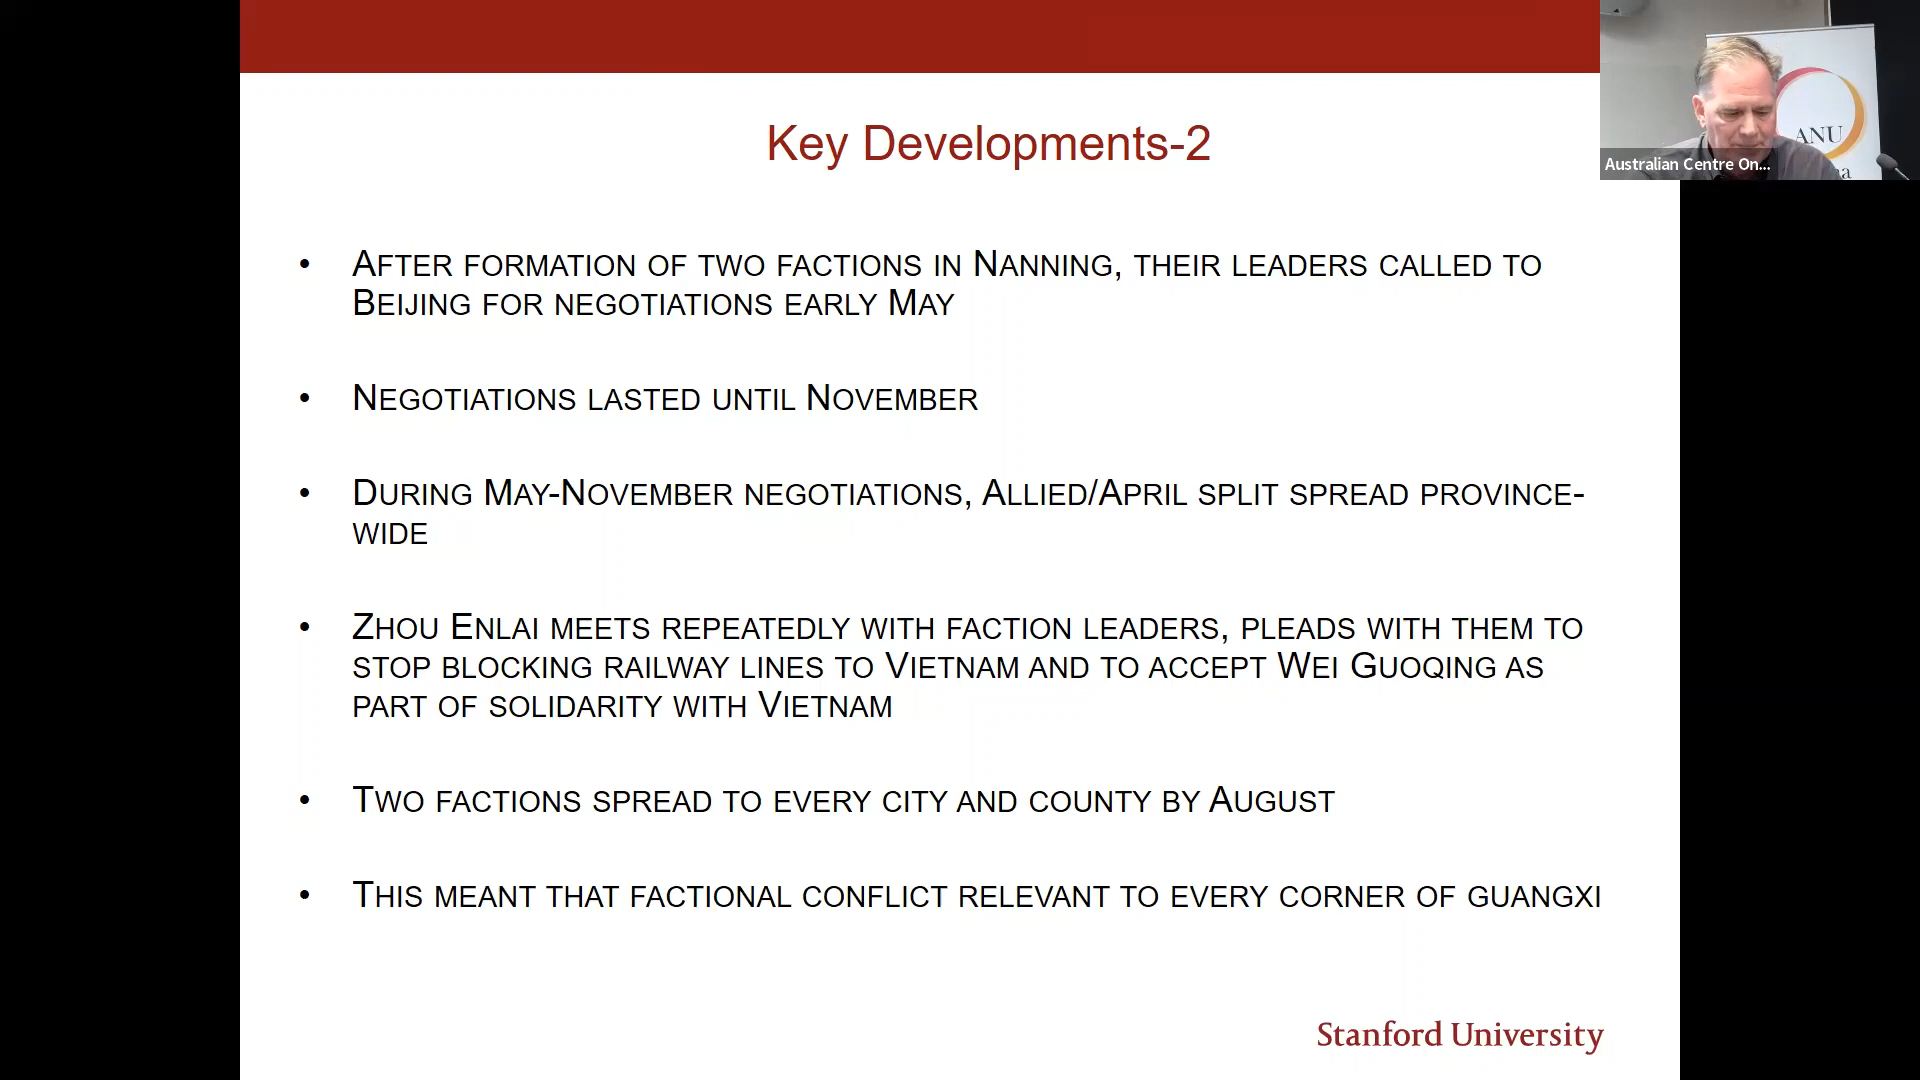 Key Developments-2
• After formation of two factions in Nanning, their leaders called to
Beijing for negotiations early May
• Negotiations lasted until November
• During May-November negotiations, Allied/April split spread province-
wide
• Zhou Enlai meets repeatedly with faction leaders, pleads with them to
stop blocking railway lines to Vietnam and to accept Wei Guoqing as
part of solidarity with Vietnam
• Two factions spread to every city and county by August
• This meant that factional conflict relevant to every corner of guangxi
Stanford University
ANU
Australian Centre On...